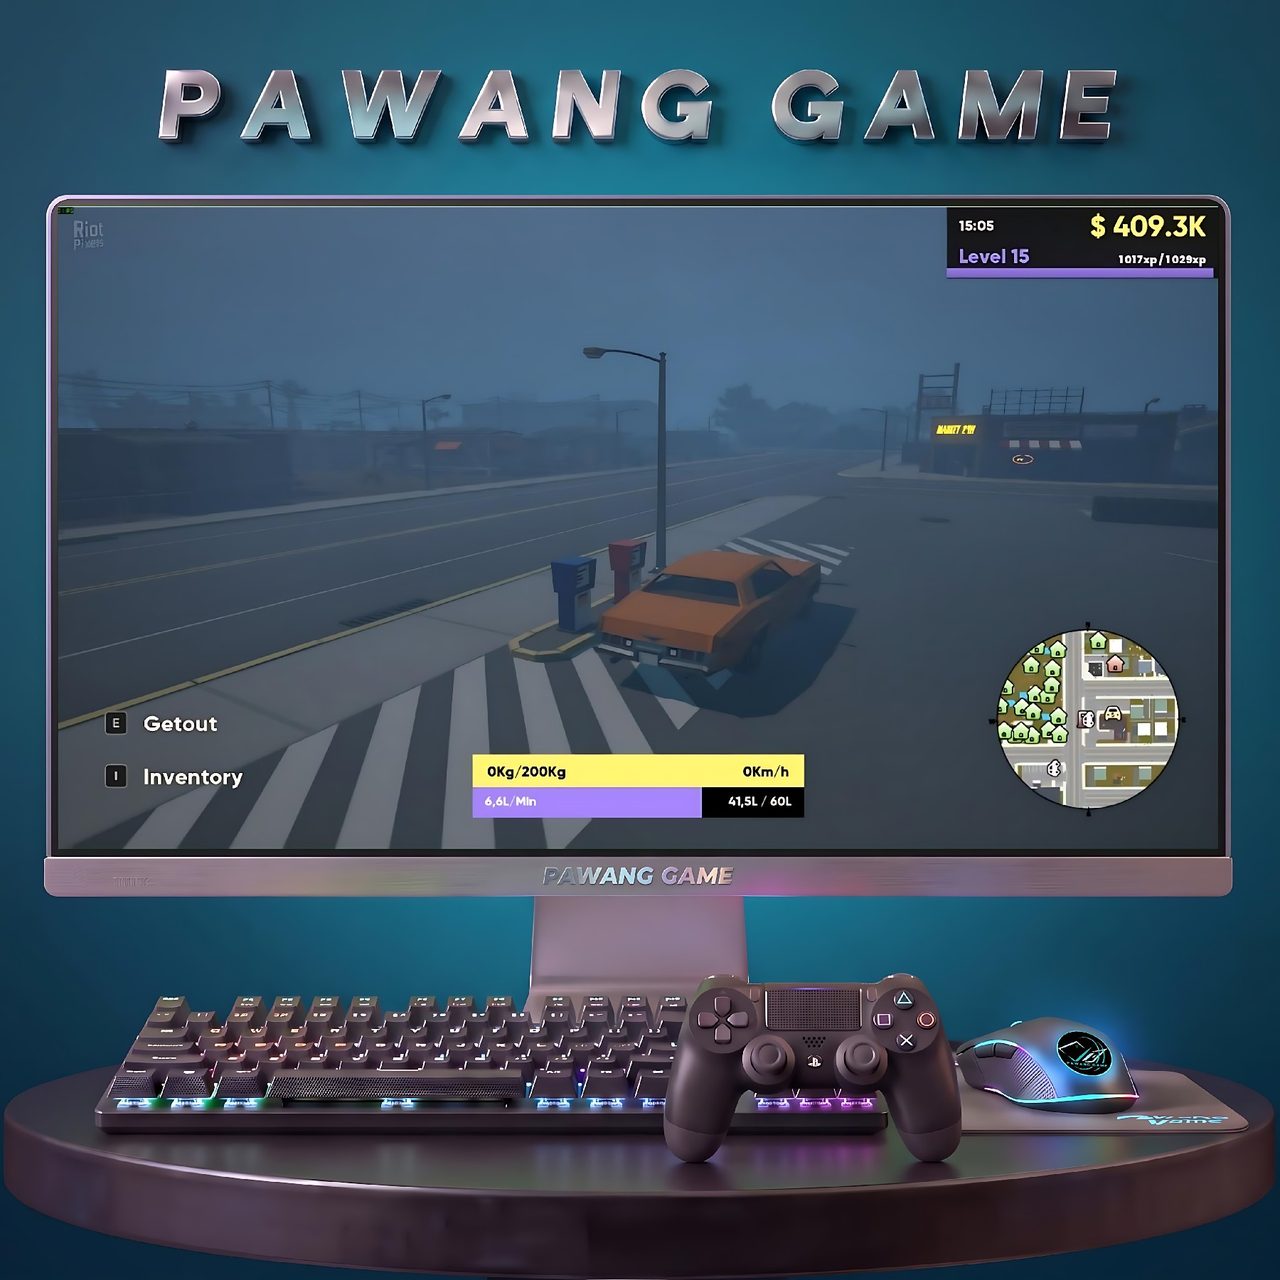 PAWANG GAME
Riot
Pixels
15:05
$ 409.3K
Level 15
1017xp/1029xp
E Getout
I Inventory
0Kg/200Kg
0Km/h
6,6L/Min
41,5L / 60L
PAWANG GAME